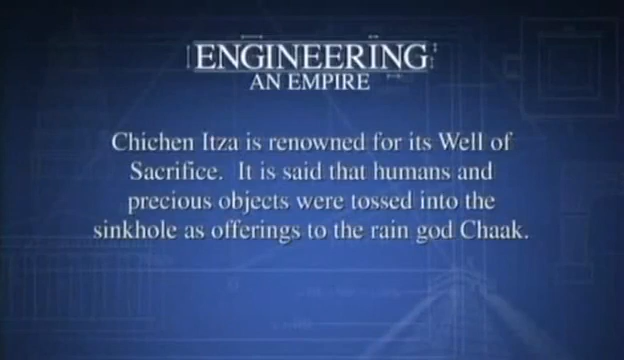 ENGINEERING
AN EMPIRE
Chichen Itza is renowned for its Well of
Sacrifice. It is said that humans and
precious objects were tossed into the
sinkhole as offerings to the rain god Chaak.